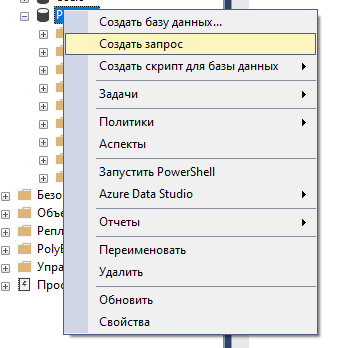 Создать базу данных...
Создать запрос
Создать скрипт для базы данных
Задачи
Политики
Аспекты
Запустить PowerShell
Azure Data Studio
Отчеты
Переименовать
Удалить
Обновить
Свойства
P
Безо
Объе
Репл
PolyB
Упра
Проф